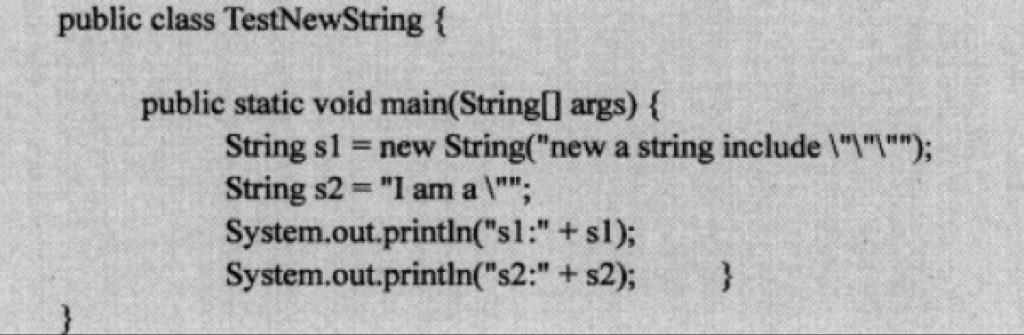 public class TestNewString {
public static void main(String[] args) {
String s1 = new String("new a string include \"\"\"");
String s2 = "I am a \"";
System.out.println("s1:" + s1);
System.out.println("s2:" + s2); }
}